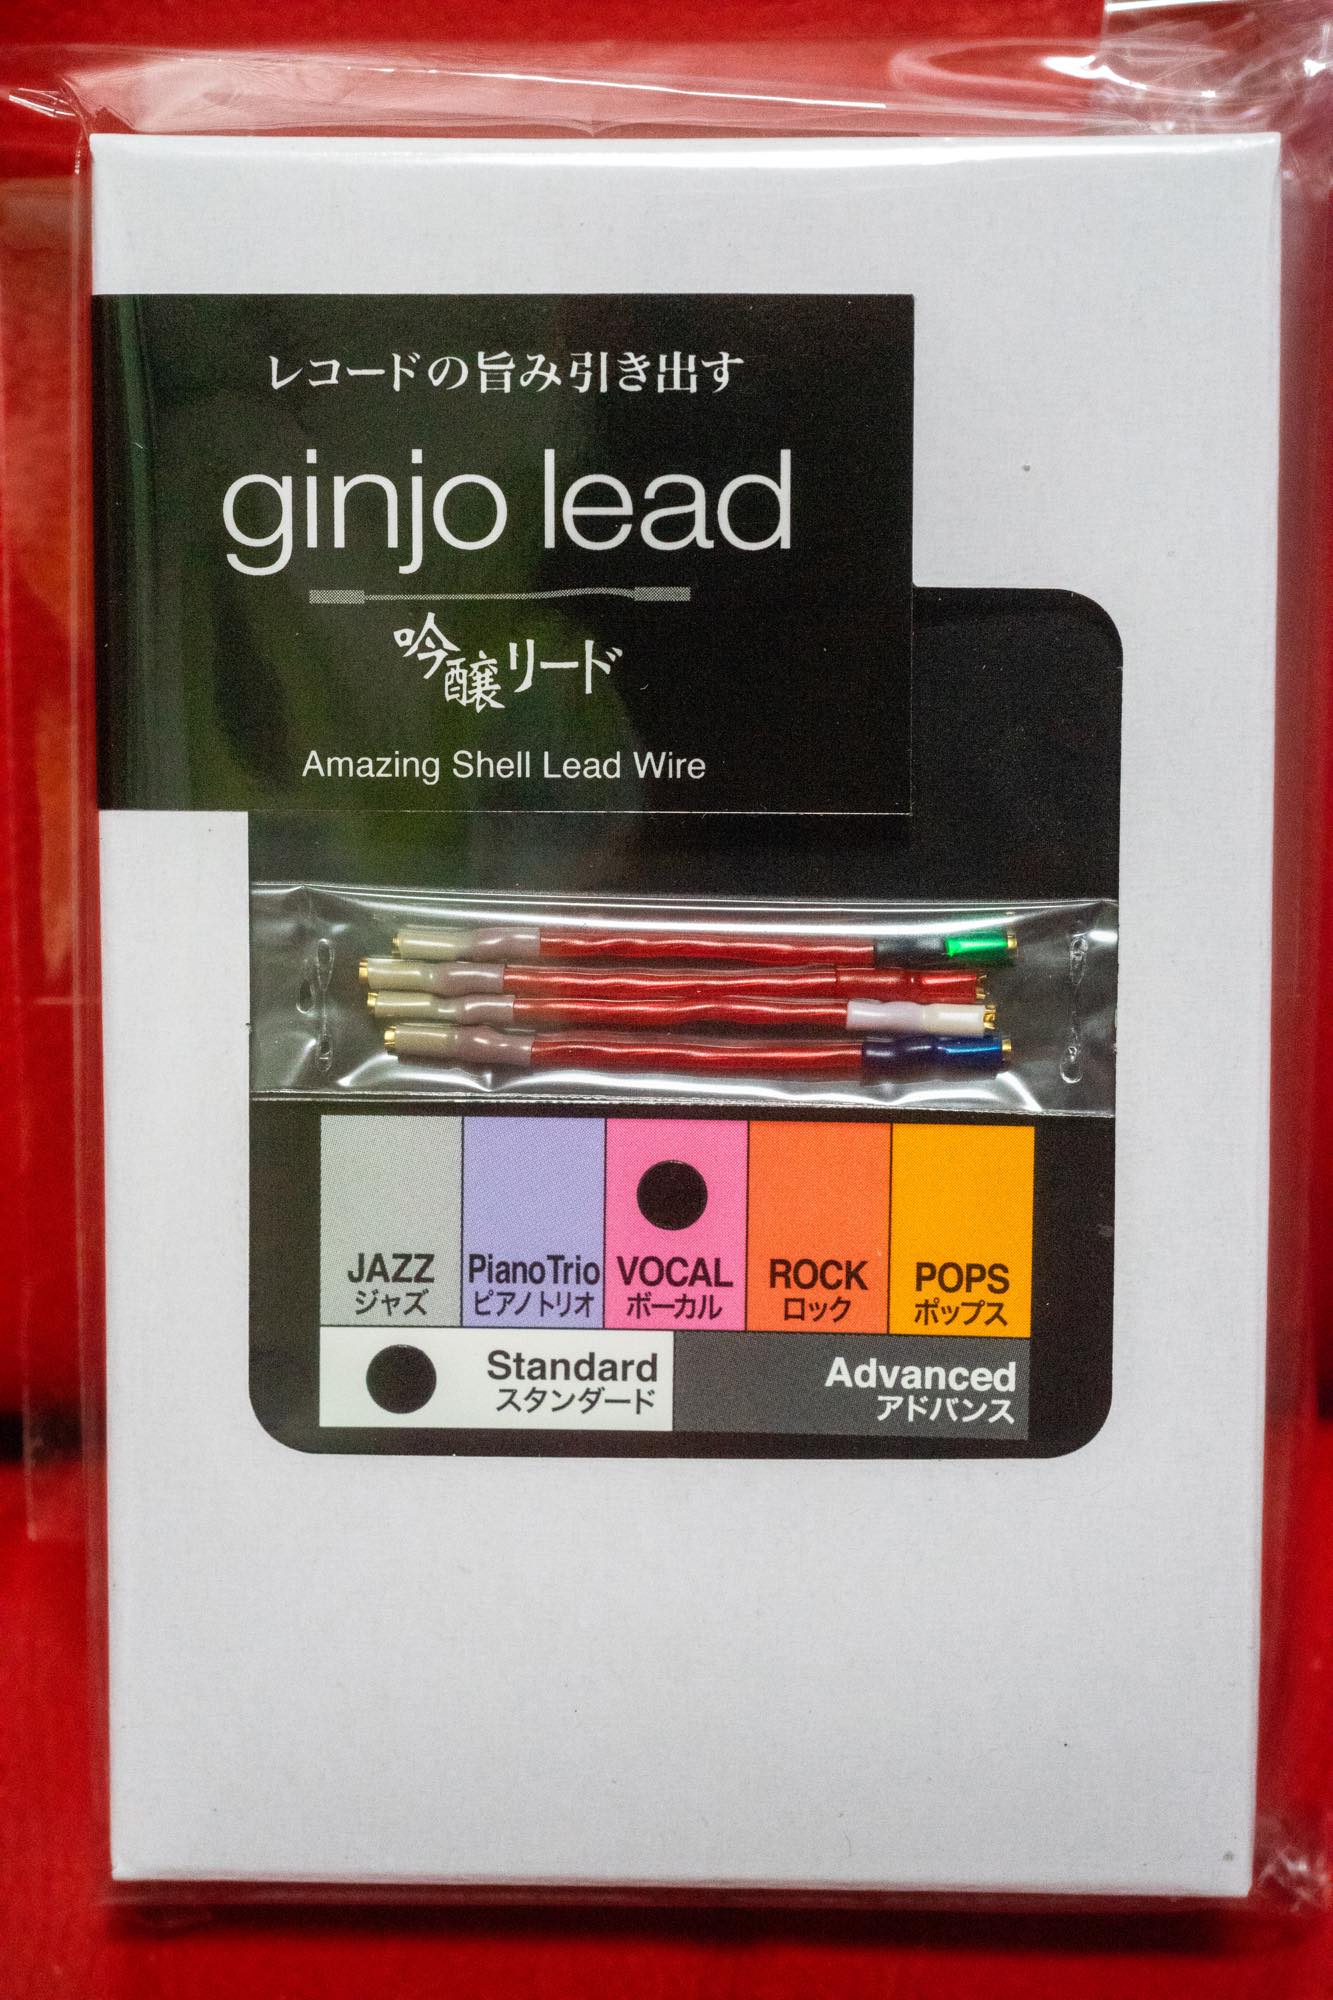 レコードの旨み引き出す
ginjo lead
吟醸リード
Amazing Shell Lead Wire
JAZZ
ジャズ
PianoTrio
ピアノトリオ
VOCAL
ボーカル
ROCK
ロック
POPS
ポップス
Standard
スタンダード
Advanced
アドバンス